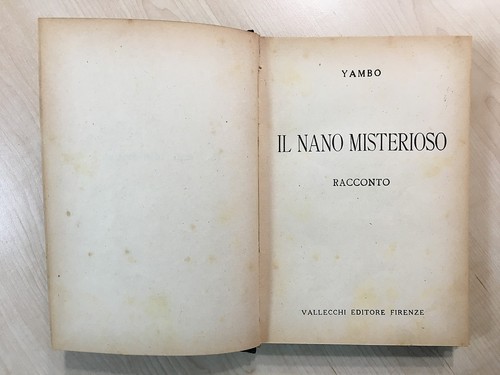 YAMBO
IL NANO MISTERIOSO
RACCONTO
VALLECCHI EDITORE FIRENZE